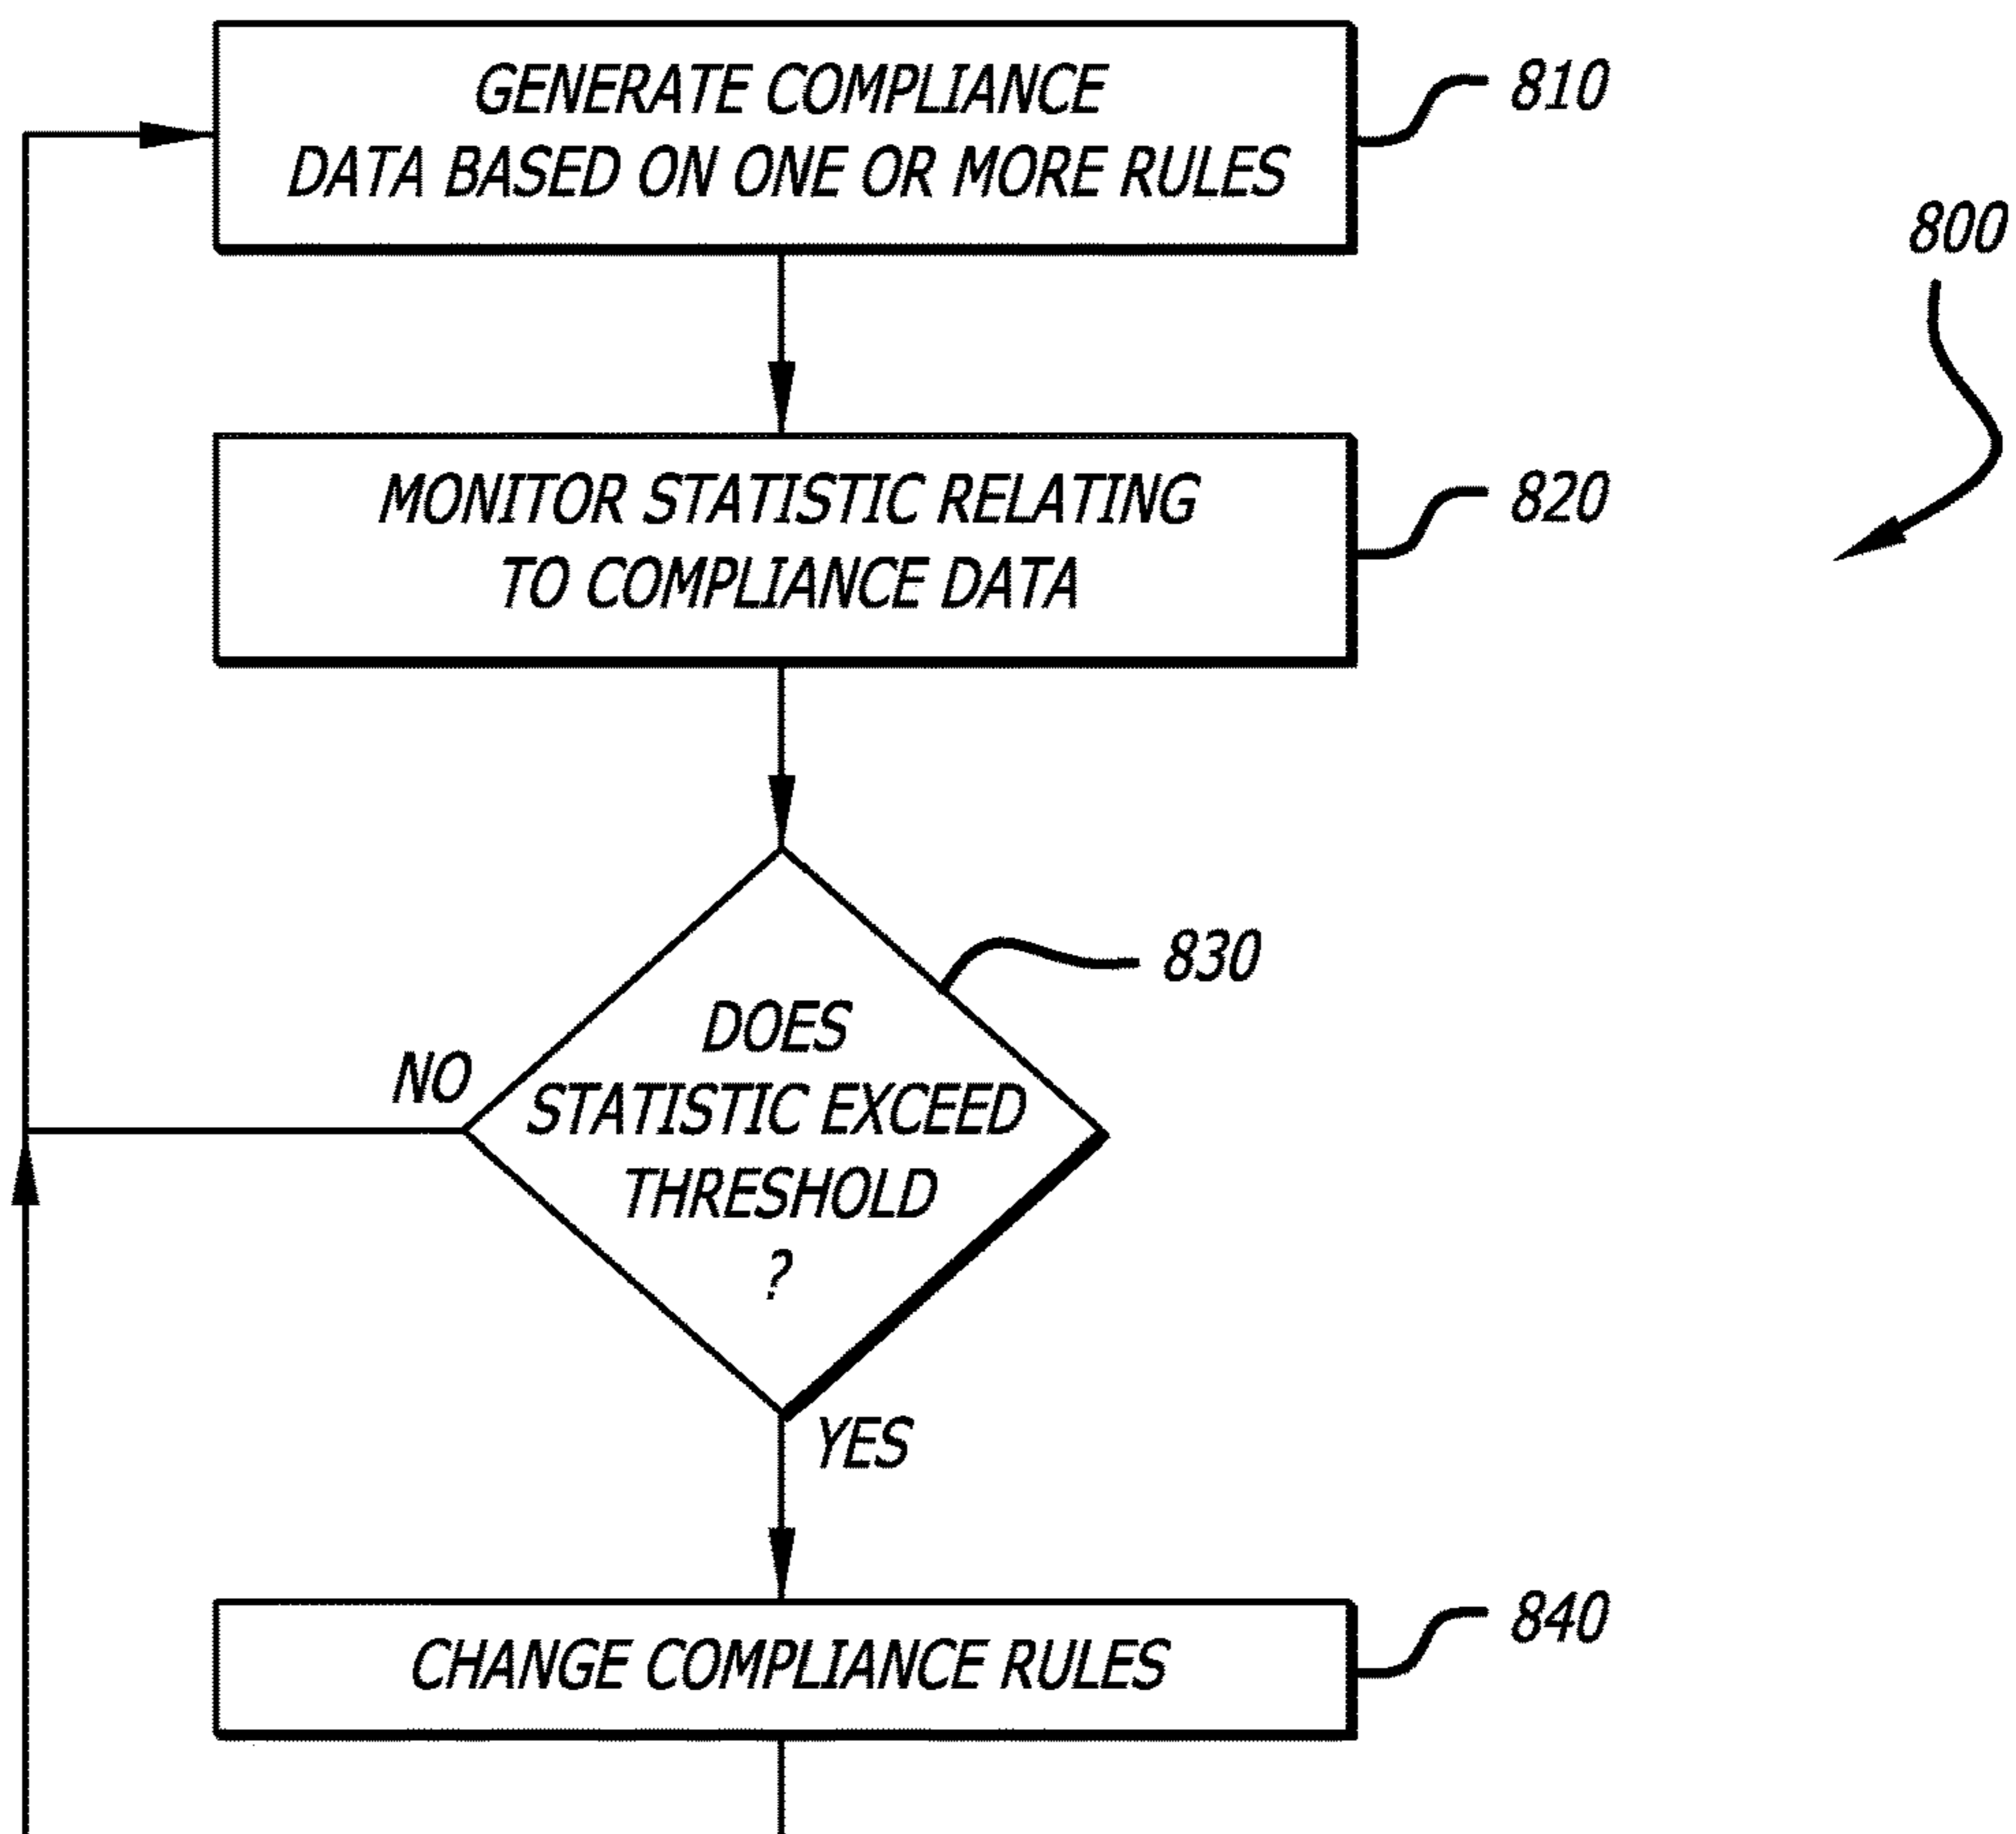 GENERATE COMPLIANCE
DATA BASED ON ONE OR MORE RULES
810
800
MONITOR STATISTIC RELATING
TO COMPLIANCE DATA
820
830
DOES
STATISTIC EXCEED
THRESHOLD
?
NO
YES
CHANGE COMPLIANCE RULES
840